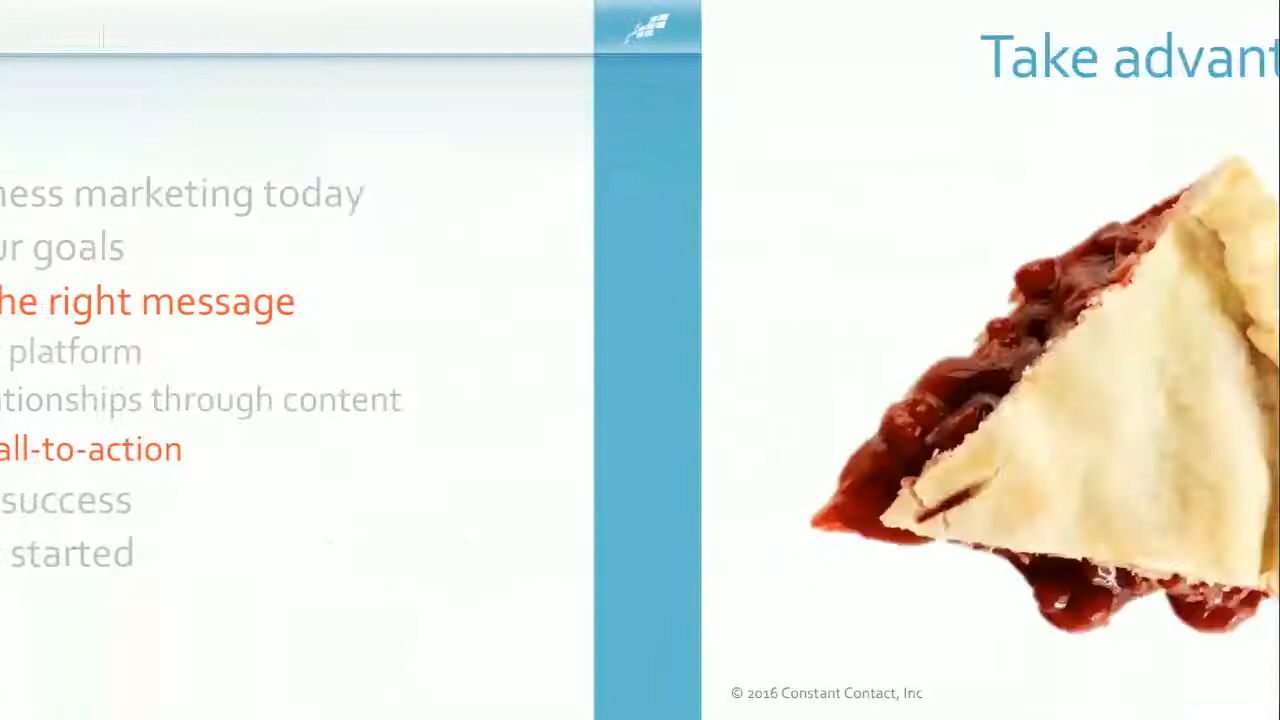 ness marketing today
ur goals
he right message
platform
ationships through content
all-to-action
success
started
Take advant
© 2016 Constant Contact, Inc